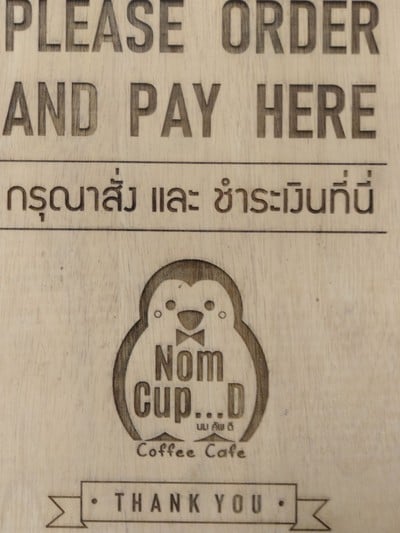 PLEASE ORDER
AND PAY HERE
กรุณาสั่ง และ ชำระเงินที่นี่
Nom
Cup...D
นม คัพ ดี
Coffee Cafe
• THANK YOU •